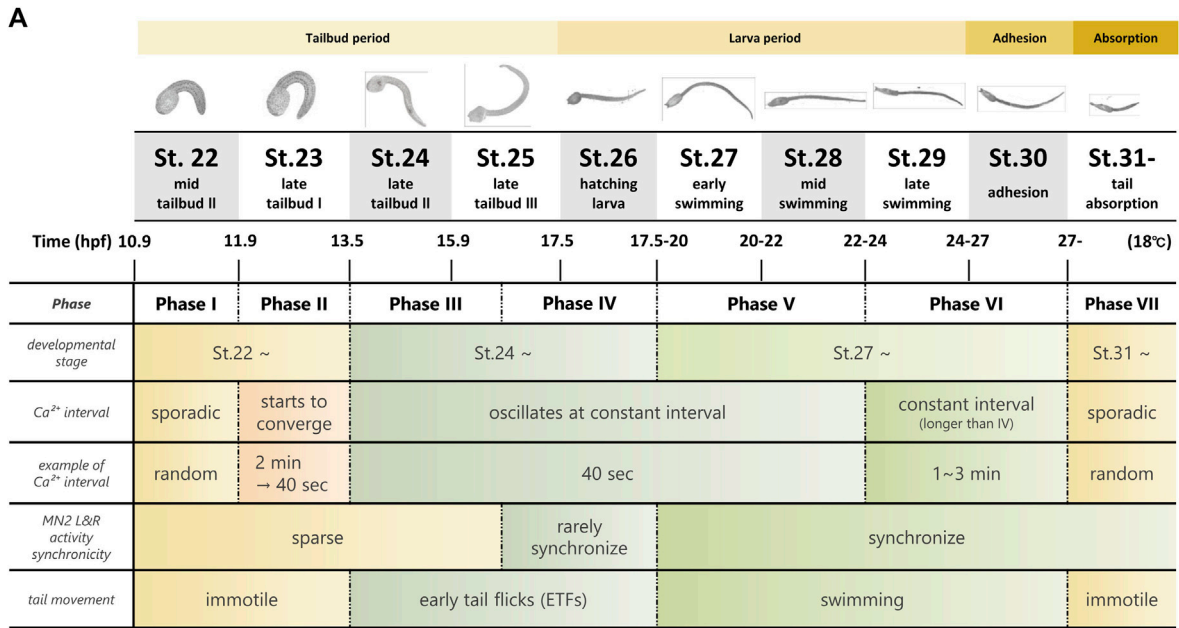 A
Tailbud period Larva period Adhesion Absorption
St. 22 St.23 St.24 St.25 St.26 St.27 St.28 St.29 St.30 St.31-
mid late late late hatching early mid late adhesion tail
tailbud II tailbud I tailbud II tailbud III larva swimming swimming swimming absorption
Time (hpf) 10.9 11.9 13.5 15.9 17.5 17.5-20 20-22 22-24 24-27 27- (18℃)
Phase Phase I Phase II Phase III Phase IV Phase V Phase VI Phase VII
developmental
stage
St.22 ~ St.24 ~ St.27 ~ St.31 ~
Ca²⁺ interval
sporadic
starts to
converge
oscillates at constant interval
constant interval
(longer than IV)
sporadic
example of
Ca²⁺ interval
random
2 min
→ 40 sec
40 sec
1~3 min
random
MN2 L&R
activity
synchronicity
sparse
rarely
synchronize
synchronize
tail movement
immotile
early tail flicks (ETFs)
swimming
immotile